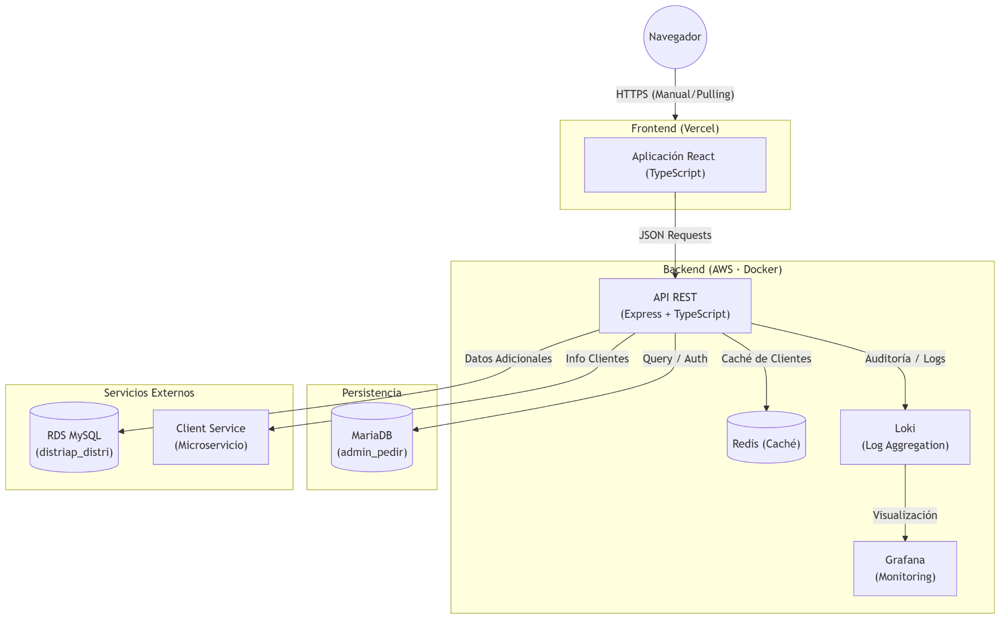 Navegador
HTTPS (Manual/Pulling)
Frontend (Vercel)
Aplicación React
(TypeScript)
JSON Requests
Backend (AWS · Docker)
API REST
(Express + TypeScript)
Datos Adicionales
Info Clientes
Query / Auth
Caché de Clientes
Auditoría / Logs
Servicios Externos
RDS MySQL
(distriap_distri)
Client Service
(Microservicio)
Persistencia
MariaDB
(admin_pedir)
Redis (Caché)
Loki
(Log Aggregation)
Visualización
Grafana
(Monitoring)